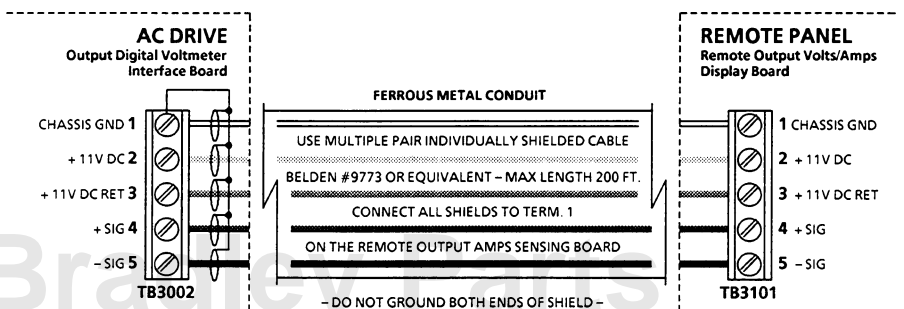 AC DRIVE
Output Digital Voltmeter
Interface Board
REMOTE PANEL
Remote Output Volts/Amps
Display Board
FERROUS METAL CONDUIT
CHASSIS GND 1
+ 11V DC 2
+ 11V DC RET 3
+ SIG 4
– SIG 5
TB3002
USE MULTIPLE PAIR INDIVIDUALLY SHIELDED CABLE
BELDEN #9773 OR EQUIVALENT – MAX LENGTH 200 FT.
CONNECT ALL SHIELDS TO TERM. 1
ON THE REMOTE OUTPUT AMPS SENSING BOARD
– DO NOT GROUND BOTH ENDS OF SHIELD –
1 CHASSIS GND
2 + 11V DC
3 + 11V DC RET
4 + SIG
5 – SIG
TB3101
Bradley Parts